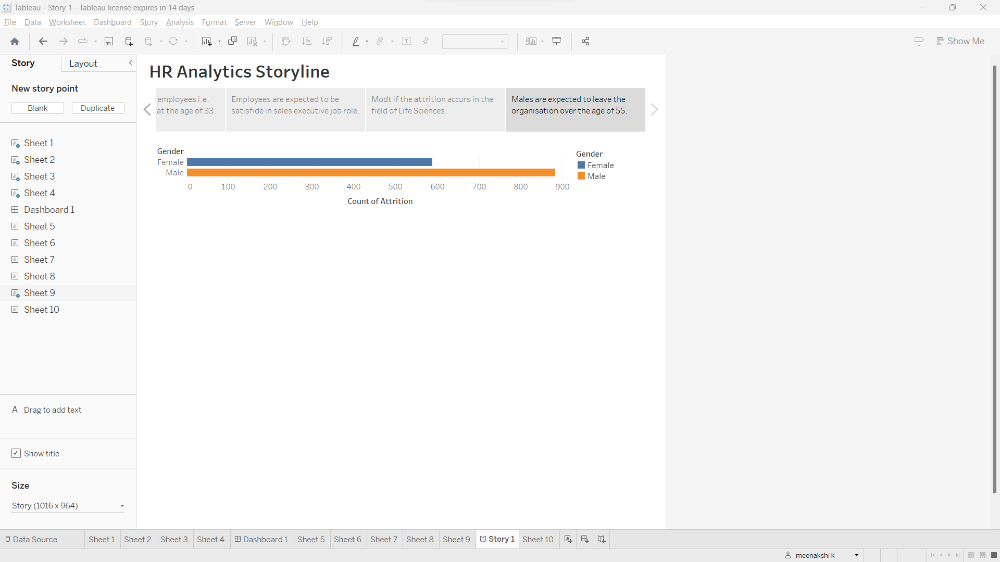 Tableau - Story 1 - Tableau license expires in 14 days
File Data Worksheet Dashboard Story Analysis Format Server Window Help
Show Me
Story Layout
New story point
Blank Duplicate
Sheet 1
Sheet 2
Sheet 3
Sheet 4
Dashboard 1
Sheet 5
Sheet 6
Sheet 7
Sheet 8
Sheet 9
Sheet 10
A Drag to add text
Show title
Size
Story (1016 x 964)
HR Analytics Storyline
employees i.e.
at the age of 33.
Employees are expected to be
satisfide in sales executive job role.
Modt if the attrition accurs in the
field of Life Sciences.
Males are expected to leave the
organisation over the age of 55.
Gender
Female
Male
0 100 200 300 400 500 600 700 800 900
Count of Attrition
Gender
Female
Male
Data Source Sheet 1 Sheet 2 Sheet 3 Sheet 4 Dashboard 1 Sheet 5 Sheet 6 Sheet 7 Sheet 8 Sheet 9 Story 1 Sheet 10
meenakshi k